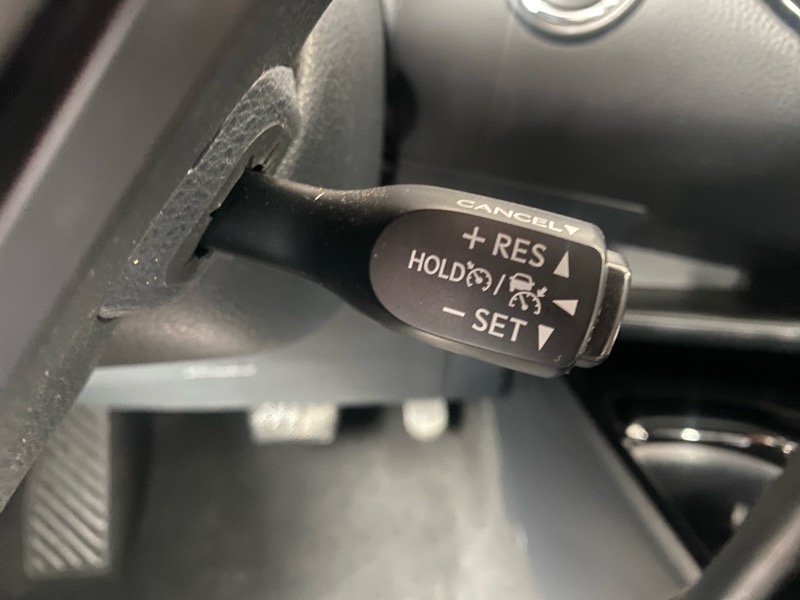 CANCEL▼
+ RES ▲
HOLD / ◀
− SET ▼